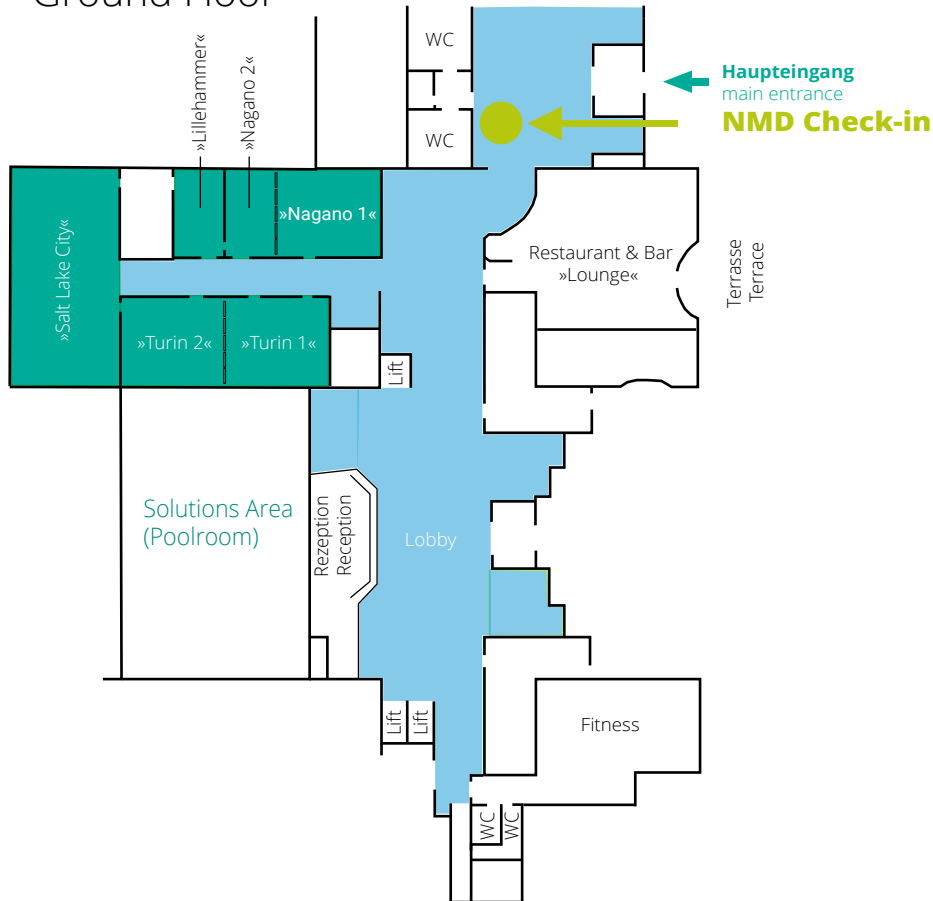 Ground Floor
WC
»Lillehammer«
»Nagano 2«
Haupteingang
main entrance
NMD Check-in
WC
»Salt Lake City«
»Nagano 1«
Restaurant & Bar
»Lounge«
Terrasse
Terrace
»Turin 2«
»Turin 1«
Lift
Solutions Area
(Poolroom)
Rezeption
Reception
Lobby
Lift
Lift
Fitness
WC
WC